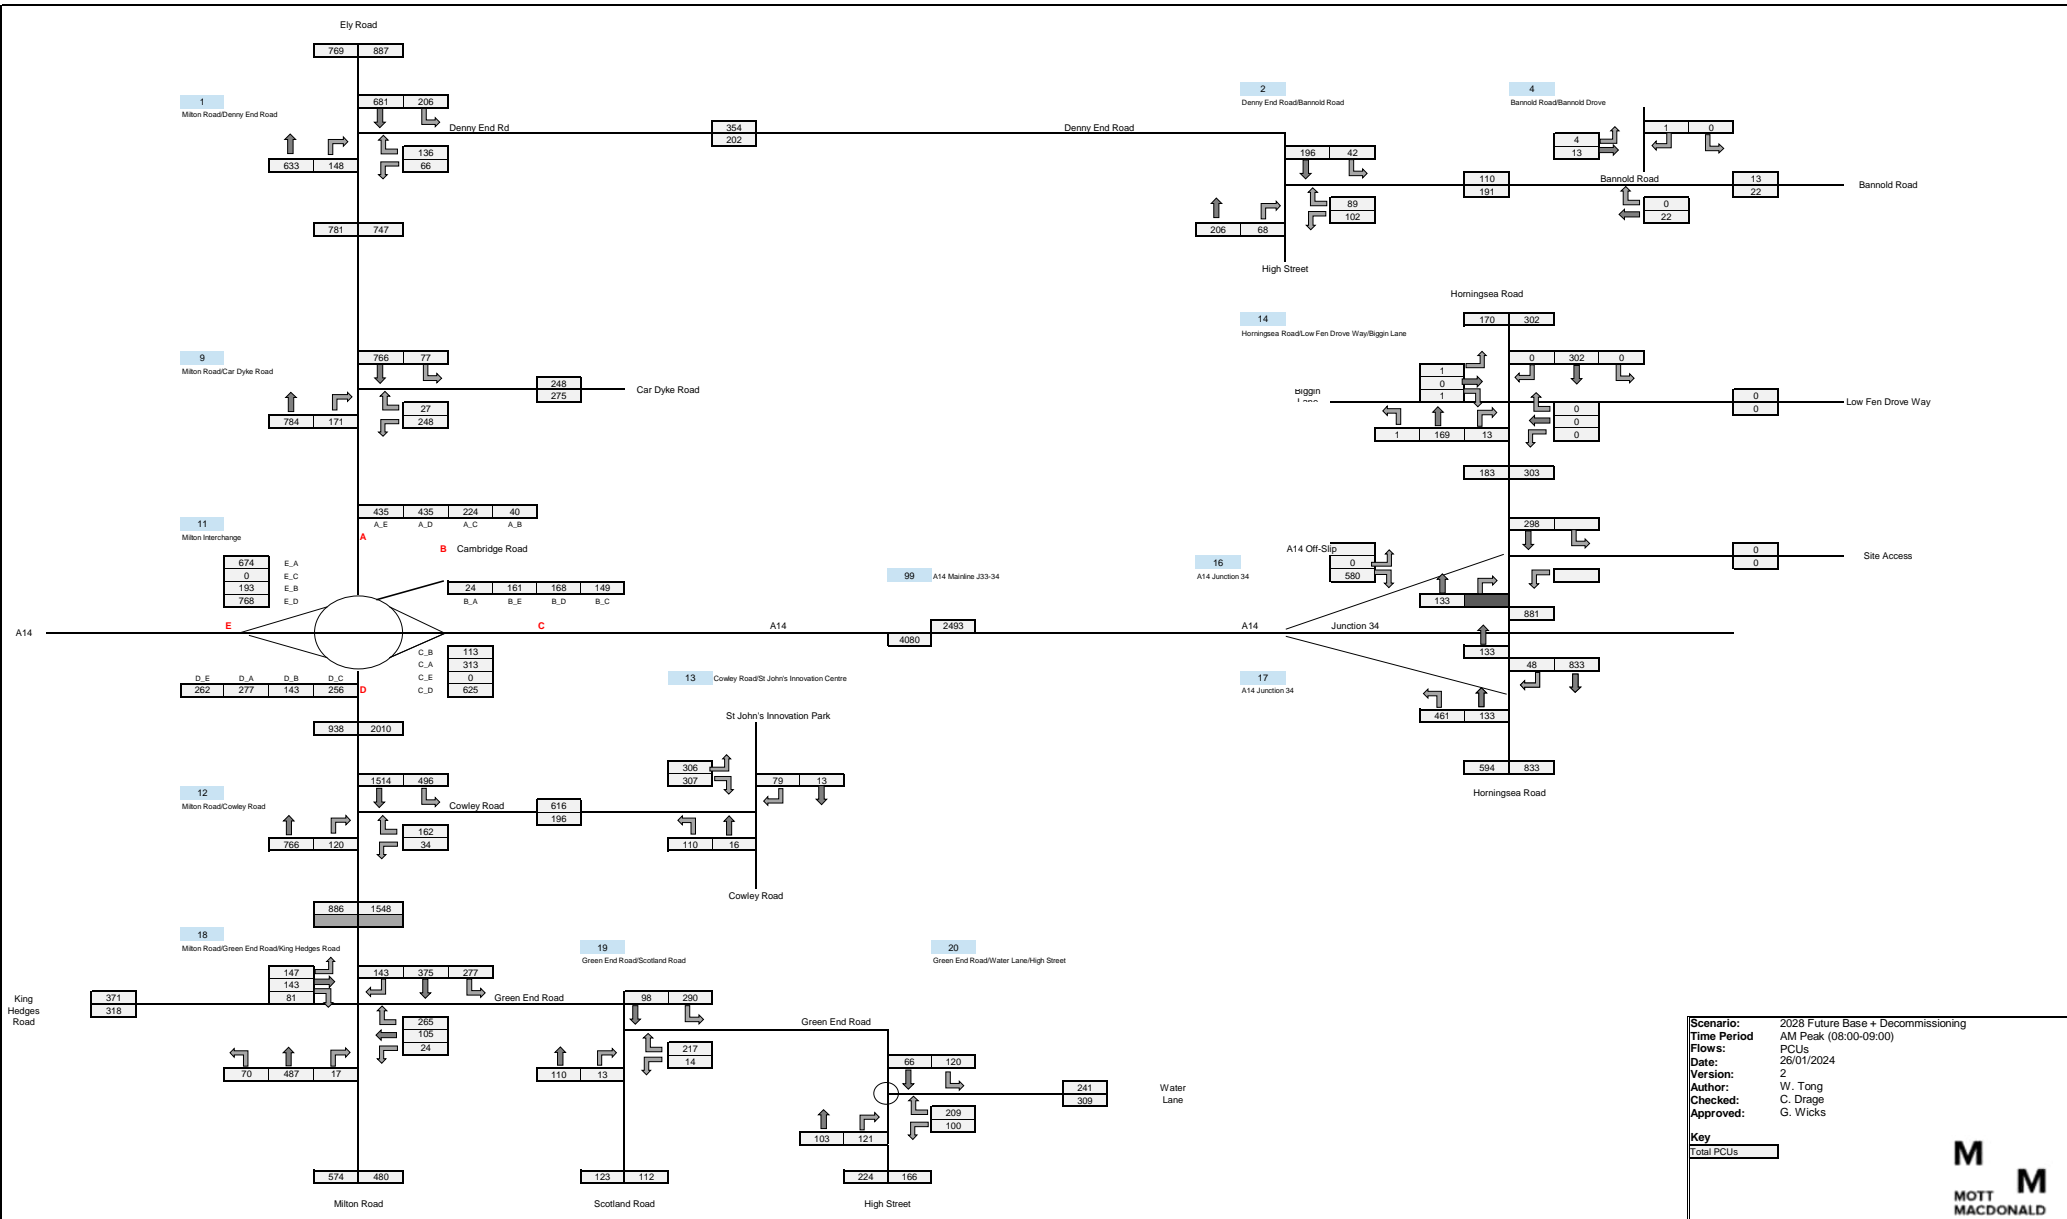 Ely Road
769 887
1
Milton Road/Denny End Road
681 206
Denny End Rd
354
202
Denny End Road
633 148
136
66
781 747
2
Denny End Road/Bannold Road
196 42
89
102
206 68
High Street
110
191
4
Bannold Road/Bannold Drove
4
13
1 0
Bannold Road
0
22
13
22
Bannold Road
9
Milton Road/Car Dyke Road
766 77
248
275
Car Dyke Road
784 171
27
248
Horningsea Road
170 302
14
Horningsea Road/Low Fen Drove Way/Biggin Lane
1
0
1
0 302 0
Biggin
Lane
0
0
Low Fen Drove Way
1 169 13
0
0
0
183 303
11
Milton Interchange
435 435 224 40
A_E A_D A_C A_B
A
B Cambridge Road
674 E_A
0 E_C
193 E_B
768 E_D
24 161 168 149
B_A B_E B_D B_C
A14
E
C
A14
99 A14 Mainline J33-34
2493
4080
C_B 113
C_A 313
C_E 0
C_D 625
D_E D_A D_B D_C
262 277 143 256
D
938 2010
298
A14 Off-Slip
0
580
16
A14 Junction 34
0
0
Site Access
133
881
A14
Junction 34
133
48 833
17
A14 Junction 34
461 133
594 833
Horningsea Road
13 Cowley Road/St John's Innovation Centre
St John's Innovation Park
306
307
79 13
110 16
Cowley Road
12
Milton Road/Cowley Road
1514 496
Cowley Road
616
196
766 120
162
34
886 1548
18
Milton Road/Green End Road/King Hedges Road
147
143
81
143 375 277
King
Hedges
Road
371
318
Green End Road
265
105
24
70 487 17
574 480
Milton Road
19
Green End Road/Scotland Road
98 290
217
14
110 13
123 112
Scotland Road
Green End Road
20
Green End Road/Water Lane/High Street
66 120
241
309
Water
Lane
209
100
103 121
224 166
High Street
Scenario: 2028 Future Base + Decommissioning
Time Period AM Peak (08:00-09:00)
Flows: PCUs
Date: 26/01/2024
Version: 2
Author: W. Tong
Checked: C. Drage
Approved: G. Wicks
Key
Total PCUs
M
M
MOTT
MACDONALD